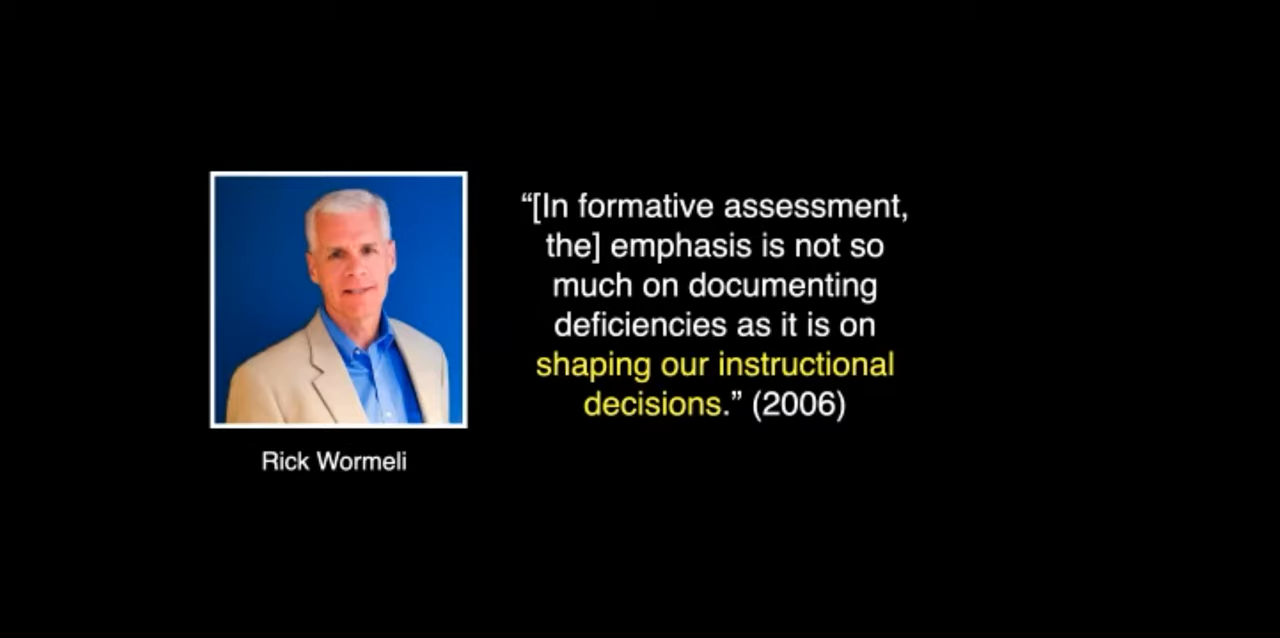 “[In formative assessment,
the] emphasis is not so
much on documenting
deficiencies as it is on
shaping our instructional
decisions.” (2006)
Rick Wormeli